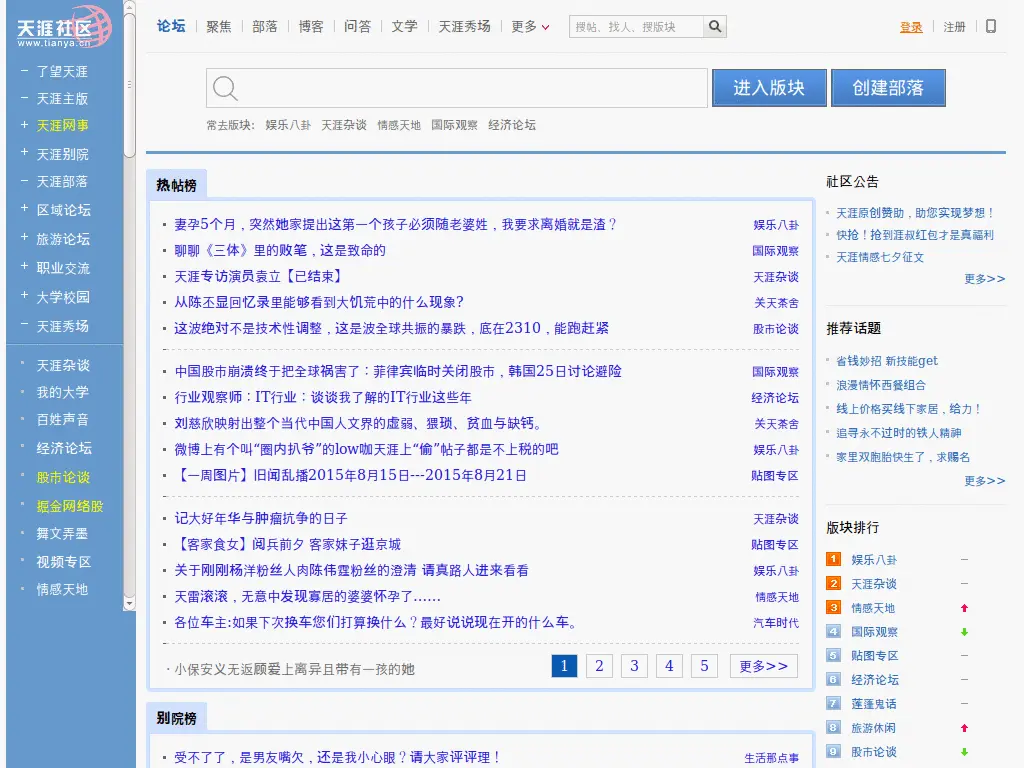 天涯社区
www.tianya.cn
了望天涯
天涯主版
天涯网事
天涯别院
天涯部落
区域论坛
旅游论坛
职业交流
大学校园
天涯秀场
天涯杂谈
我的大学
百姓声音
经济论坛
股市论谈
掘金网络股
舞文弄墨
视频专区
情感天地
论坛 聚焦 部落 博客 问答 文学 天涯秀场 更多 搜帖、找人、搜版块 登录 注册
进入版块 创建部落
常去版块： 娱乐八卦 天涯杂谈 情感天地 国际观察 经济论坛
热帖榜
妻孕5个月，突然她家提出这第一个孩子必须随老婆姓，我要求离婚就是渣？ 娱乐八卦
聊聊《三体》里的败笔，这是致命的 国际观察
天涯专访演员袁立【已结束】 天涯杂谈
从陈丕显回忆录里能够看到大饥荒中的什么现象? 关天茶舍
这波绝对不是技术性调整，这是波全球共振的暴跌，底在2310，能跑赶紧 股市论谈
中国股市崩溃终于把全球祸害了：菲律宾临时关闭股市，韩国25日讨论避险 国际观察
行业观察师：IT行业：谈谈我了解的IT行业这些年 经济论坛
刘慈欣映射出整个当代中国人文界的虚弱、猥琐、贫血与缺钙。 关天茶舍
微博上有个叫“圈内扒爷”的low咖天涯上“偷”帖子都是不上税的吧 娱乐八卦
【一周图片】旧闻乱播2015年8月15日---2015年8月21日 贴图专区
记大好年华与肿瘤抗争的日子 天涯杂谈
【客家食女】阅兵前夕 客家妹子逛京城 贴图专区
关于刚刚杨洋粉丝人肉陈伟霆粉丝的澄清 请真路人进来看看 娱乐八卦
天雷滚滚，无意中发现寡居的婆婆怀孕了…… 情感天地
各位车主:如果下次换车您们打算换什么？最好说说现在开的什么车。 汽车时代
· 小保安义无返顾爱上离异且带有一孩的她 1 2 3 4 5 更多>>
别院榜
受不了了，是男友嘴欠，还是我小心眼？请大家评评理！ 生活那点事
社区公告
天涯原创赞助，助您实现梦想！
快抢！抢到涯叔红包才是真福利
天涯情感七夕征文
更多>>
推荐话题
省钱妙招 新技能get
浪漫情怀西餐组合
线上价格买线下家居，给力！
追寻永不过时的铁人精神
家里双胞胎快生了，求赐名
更多>>
版块排行
1 娱乐八卦
2 天涯杂谈
3 情感天地
4 国际观察
5 贴图专区
6 经济论坛
7 莲蓬鬼话
8 旅游休闲
9 股市论谈